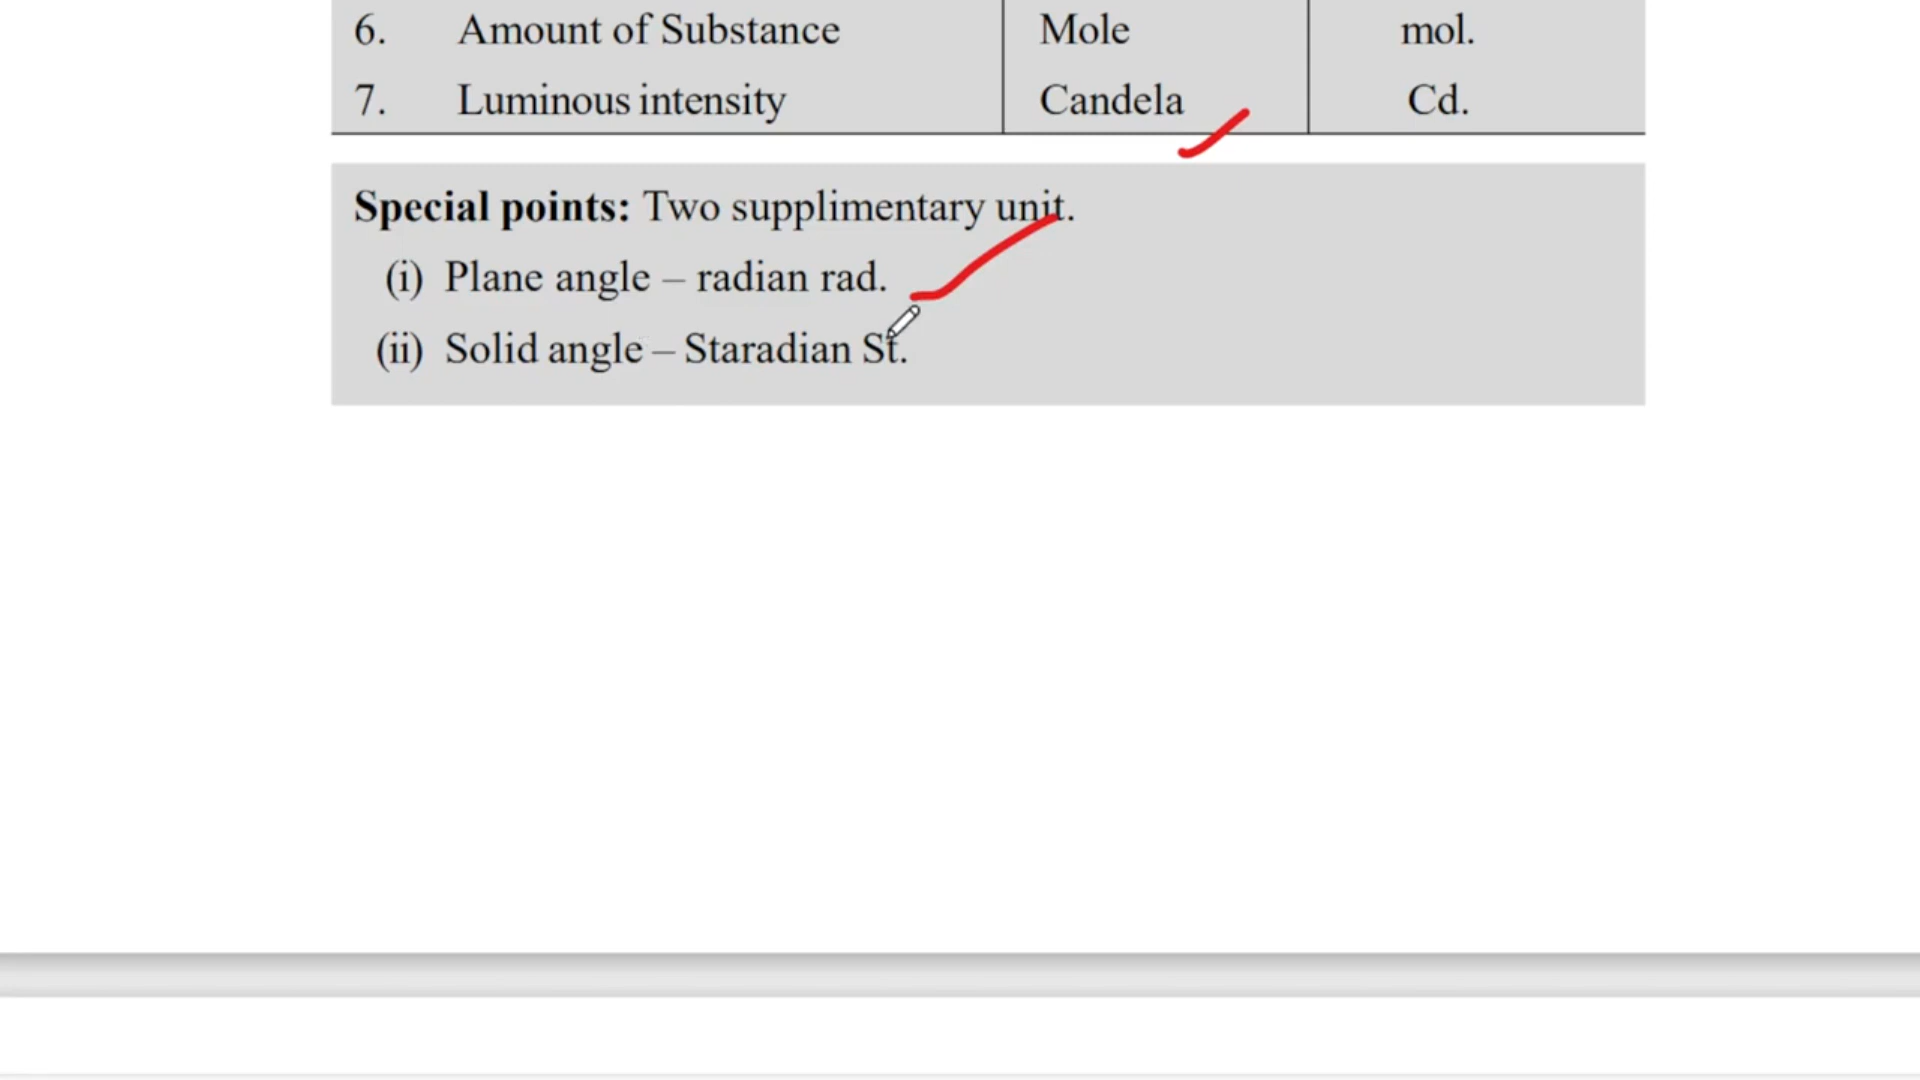 6. Amount of Substance Mole mol.
7. Luminous intensity Candela Cd.
Special points: Two supplimentary unit.
(i) Plane angle – radian rad.
(ii) Solid angle – Staradian St.